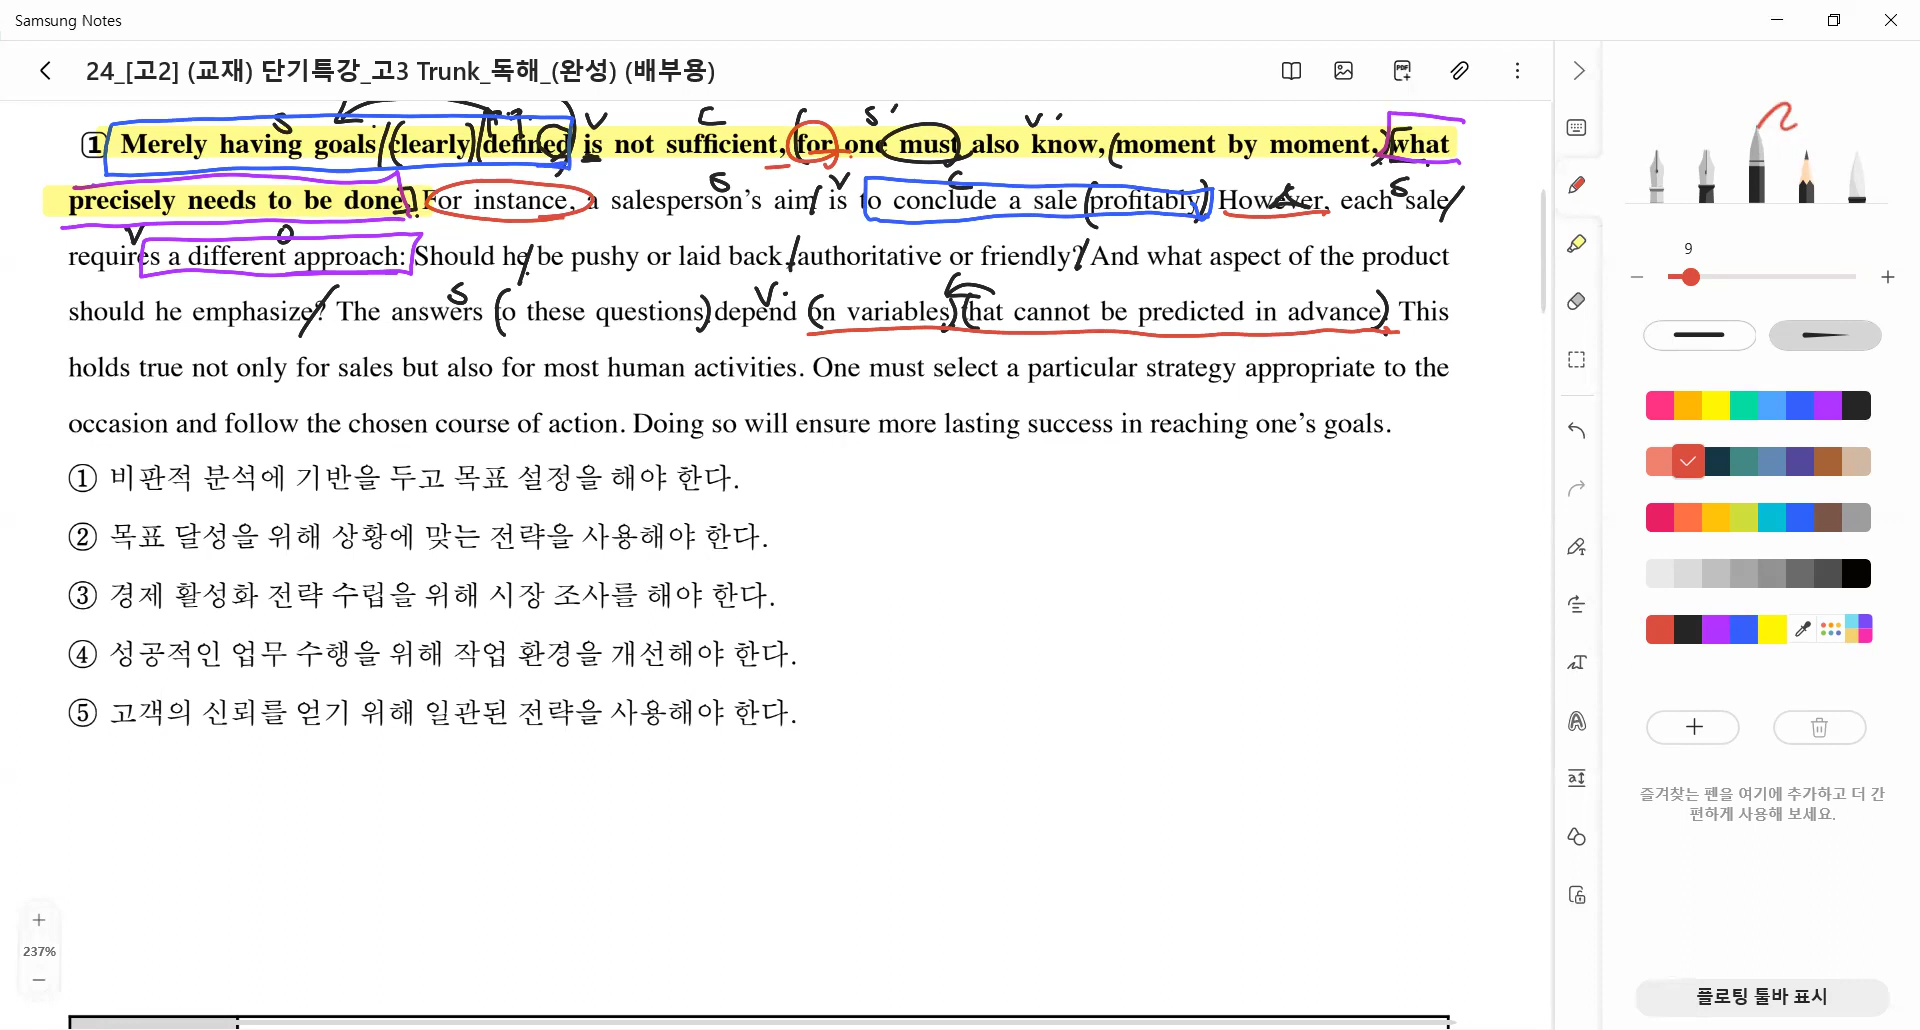 Samsung Notes
24_[고2] (교재) 단기특강_고3 Trunk_독해_(완성) (배부용)
PDF
S n.n. V C S' V'
1 Merely having goals clearly defined is not sufficient, for one must also know, moment by moment, what
S V C S
precisely needs to be done. For instance, a salesperson's aim is to conclude a sale profitably. However, each sale
V O
requires a different approach: Should he be pushy or laid back, authoritative or friendly? And what aspect of the product
S V
should he emphasize? The answers to these questions depend on variables that cannot be predicted in advance. This
holds true not only for sales but also for most human activities. One must select a particular strategy appropriate to the
occasion and follow the chosen course of action. Doing so will ensure more lasting success in reaching one's goals.
① 비판적 분석에 기반을 두고 목표 설정을 해야 한다.
② 목표 달성을 위해 상황에 맞는 전략을 사용해야 한다.
③ 경제 활성화 전략 수립을 위해 시장 조사를 해야 한다.
④ 성공적인 업무 수행을 위해 작업 환경을 개선해야 한다.
⑤ 고객의 신뢰를 얻기 위해 일관된 전략을 사용해야 한다.
237%
9
즐겨찾는 펜을 여기에 추가하고 더 간
편하게 사용해 보세요.
플로팅 툴바 표시